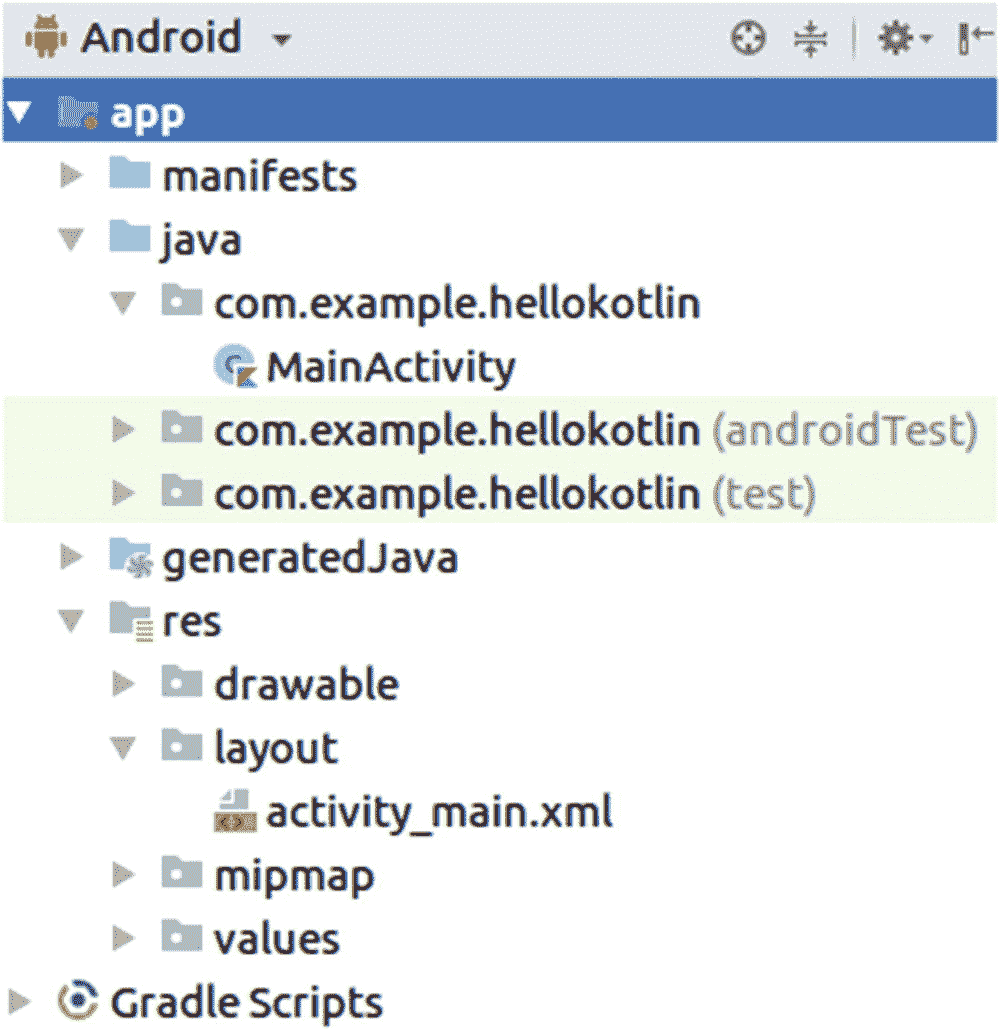 Android
app
manifests
java
com.example.hellokotlin
MainActivity
com.example.hellokotlin (androidTest)
com.example.hellokotlin (test)
generatedJava
res
drawable
layout
activity_main.xml
mipmap
values
Gradle Scripts